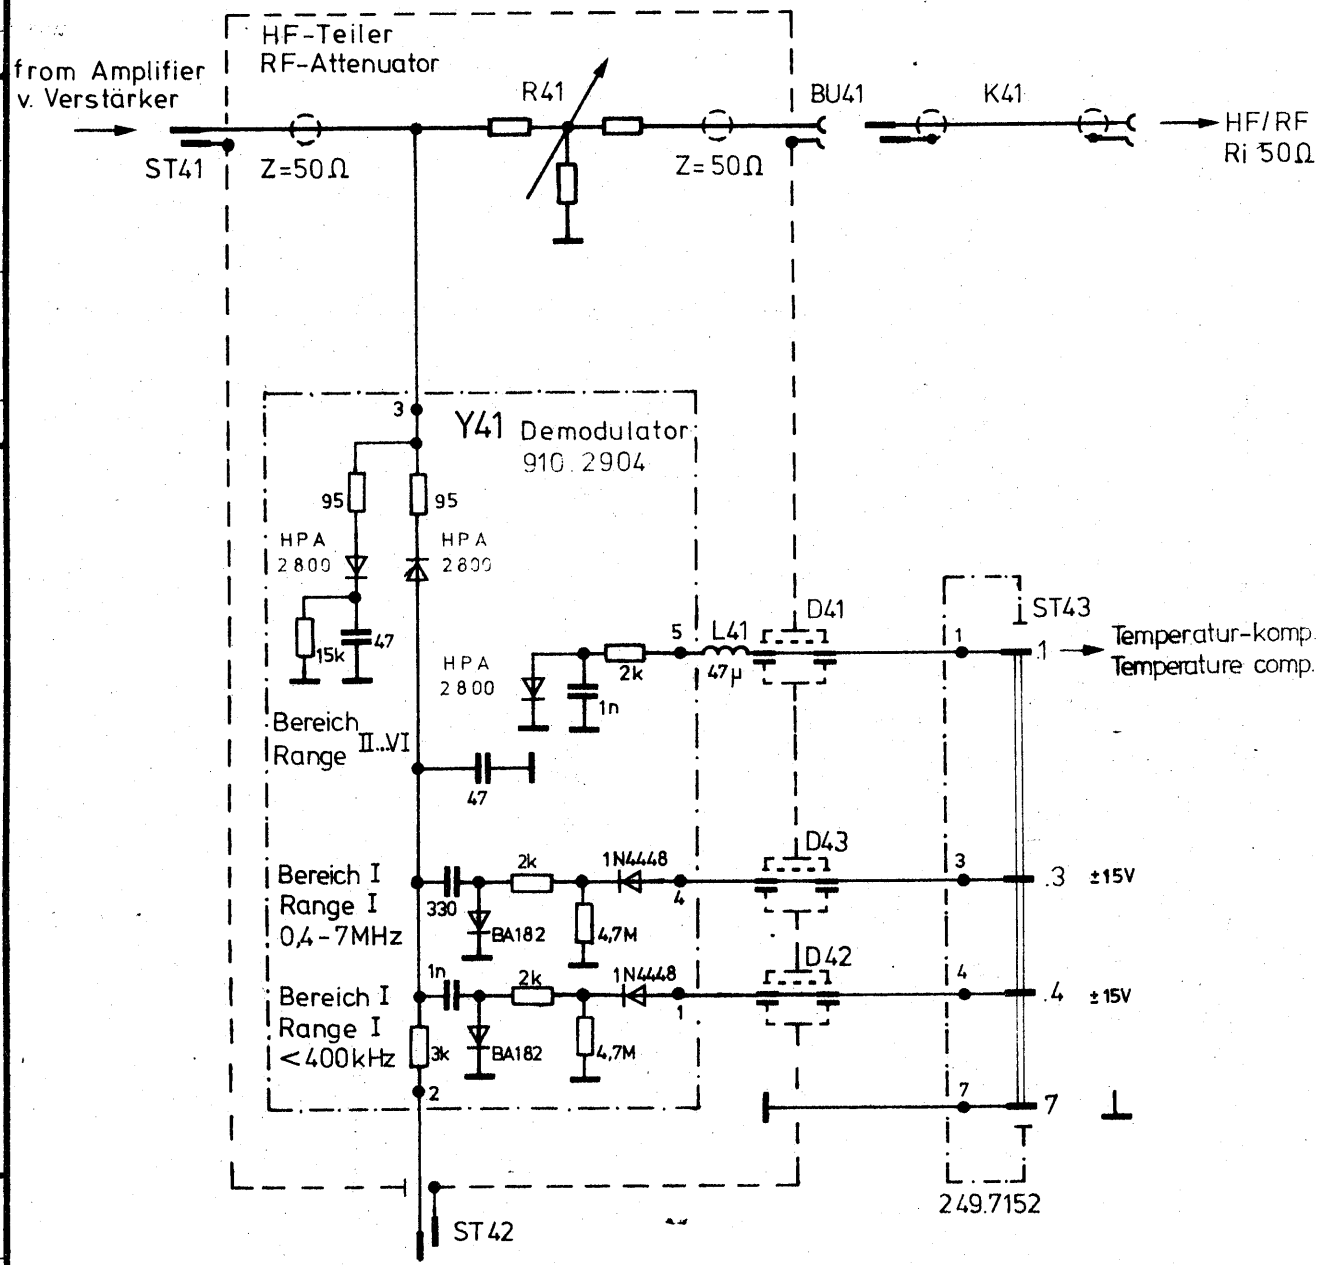 HF-Teiler
RF-Attenuator
from Amplifier
v. Verstärker
R41
BU41
K41
HF/RF
Ri 50Ω
ST41
Z=50Ω
Z=50Ω
3
Y41 Demodulator
910.2904
95
95
HPA
2800
HPA
2800
15k
47
D41
ST43
5
L41
1
.1
Temperatur-komp.
Temperature comp.
HPA
2800
2k
47µ
1n
Bereich
Range II...VI
47
D43
Bereich I
Range I
0,4-7MHz
330
2k
1N4448
4
3
.3
±15V
BA182
4,7M
D42
Bereich I
Range I
<400kHz
1n
2k
1N4448
1
4
.4
±15V
3k
BA182
4,7M
2
7
7
249.7152
ST42